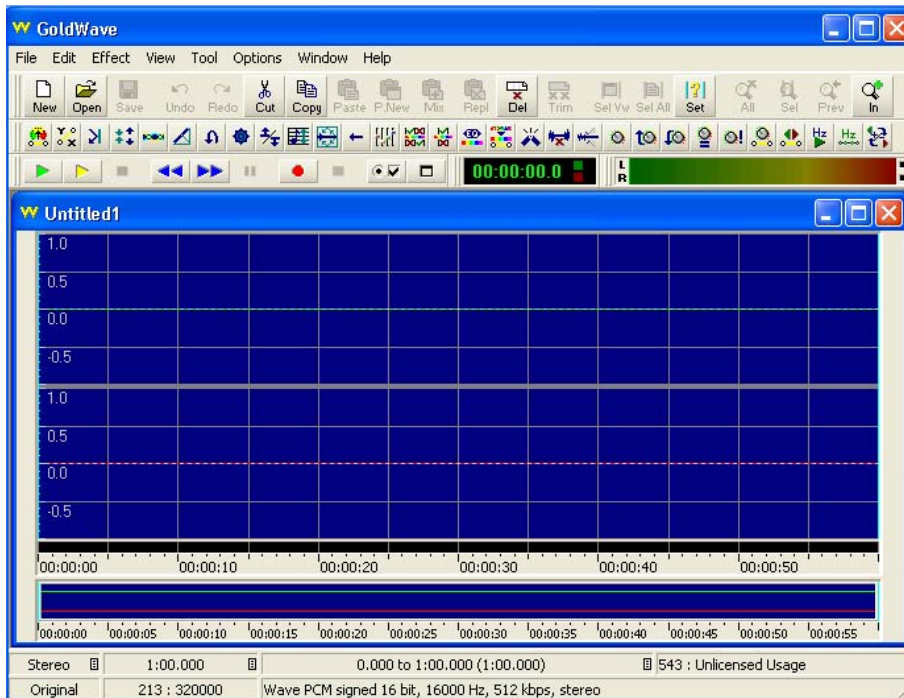 GoldWave
File Edit Effect View Tool Options Window Help
New Open Save Undo Redo Cut Copy Paste P.New Mix Repl Del Trim Sel Vw Sel All Set All Sel Prev In
00:00:00.0 L
R
Untitled1
1.0
0.5
0.0
-0.5
1.0
0.5
0.0
-0.5
00:00:00 00:00:10 00:00:20 00:00:30 00:00:40 00:00:50
00:00:00 00:00:05 00:00:10 00:00:15 00:00:20 00:00:25 00:00:30 00:00:35 00:00:40 00:00:45 00:00:50 00:00:55
Stereo 1:00.000 0.000 to 1:00.000 (1:00.000) 543 : Unlicensed Usage
Original 213 : 320000 Wave PCM signed 16 bit, 16000 Hz, 512 kbps, stereo